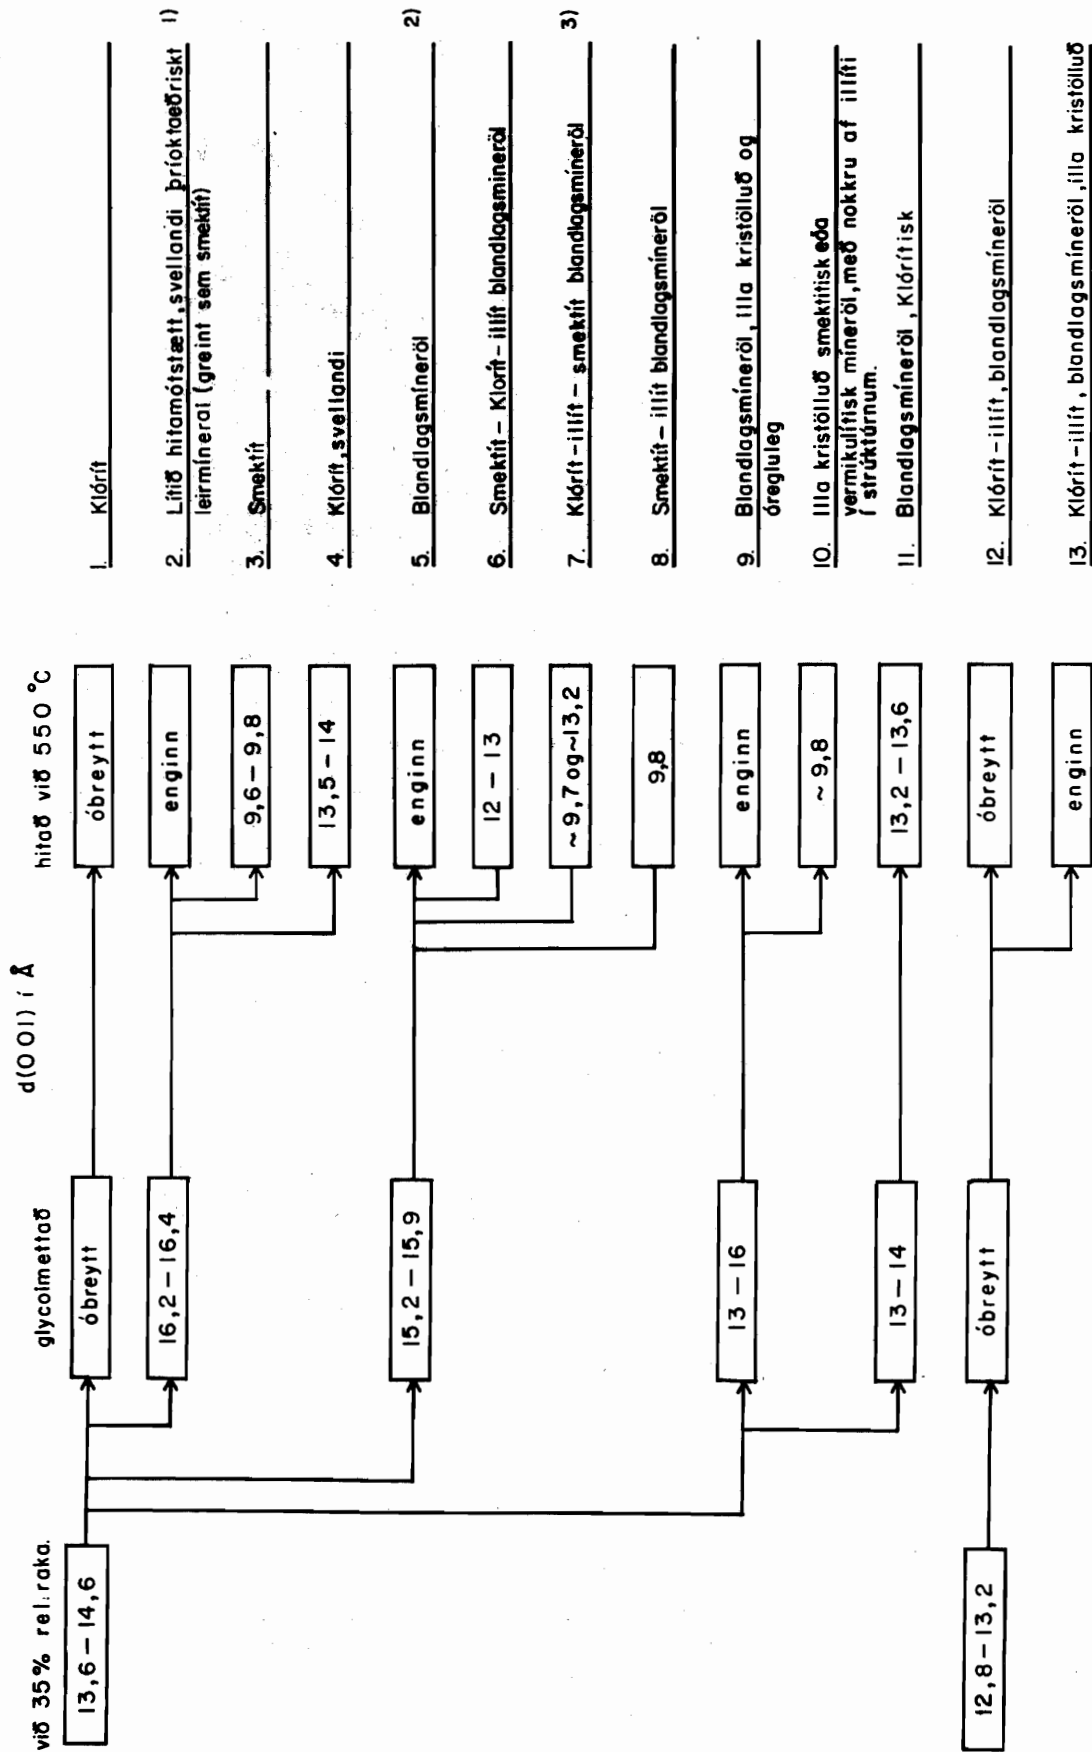 d(001) í Å
við 35% rel.raka.
glycolmettað
hitað við 550 °C
13,6 – 14,6
óbreytt
óbreytt
1. Klórít
16,2 – 16,4
enginn
2. Lítið hitamótstætt, svellandi þríoktaeðrískt 1)
leirmíneral (greint sem smektít)
9,6 – 9,8
3. Smektít
13,5 – 14
4. Klórít, svellandi
15,2 – 15,9
enginn
5. Blandlagsmíneröl 2)
12 – 13
6. Smektít – Klorít – illít blandlagsmíneröl
~ 9,7 og ~13,2
7. Klórít – illít – smektít blandlagsmíneröl 3)
9,8
8. Smektít – illít blandlagsmíneröl
13 – 16
enginn
9. Blandlagsmíneröl, illa kristölluð og
óregluleg
~ 9,8
10. Illa kristölluð smektitisk eða
vermikulítisk míneröl, með nokkru af illíti
í strúktúrnum.
13 – 14
13,2 – 13,6
11. Blandlagsmíneröl, Klórítisk
12,8 – 13,2
óbreytt
óbreytt
12. Klórít – illít, blandlagsmíneröl
enginn
13. Klórít – illít, blandlagsmíneröl, illa kristölluð